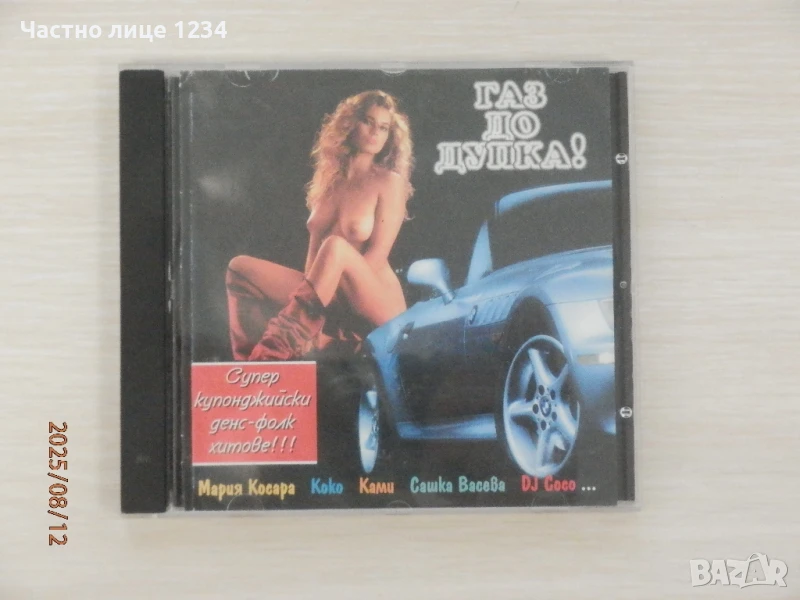 Частно лице 1234
ГАЗ
ДО
ДУПКА!
Супер
купонджийски
денс-фолк
хитове!!!
Мария Косара Коко Ками Сашка Васева DJ Coco ...
2025/08/12
BAZAR